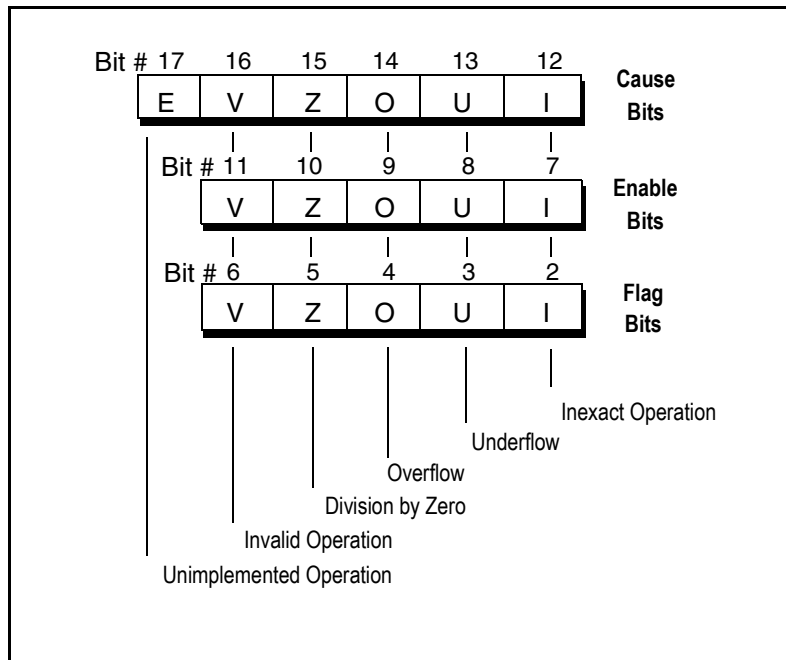 Bit # 17 16 15 14 13 12
E V Z O U I
Cause
Bits
Bit # 11 10 9 8 7
V Z O U I
Enable
Bits
Bit # 6 5 4 3 2
V Z O U I
Flag
Bits
Inexact Operation
Underflow
Overflow
Division by Zero
Invalid Operation
Unimplemented Operation